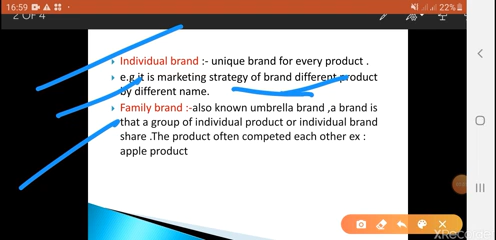 16:59
22%
2 OF 4
Individual brand :- unique brand for every product .
e.g.it is marketing strategy of brand different product
by different name.
Family brand :-also known umbrella brand ,a brand is
that a group of individual product or individual brand
share .The product often competed each other ex :
apple product
XRecorder